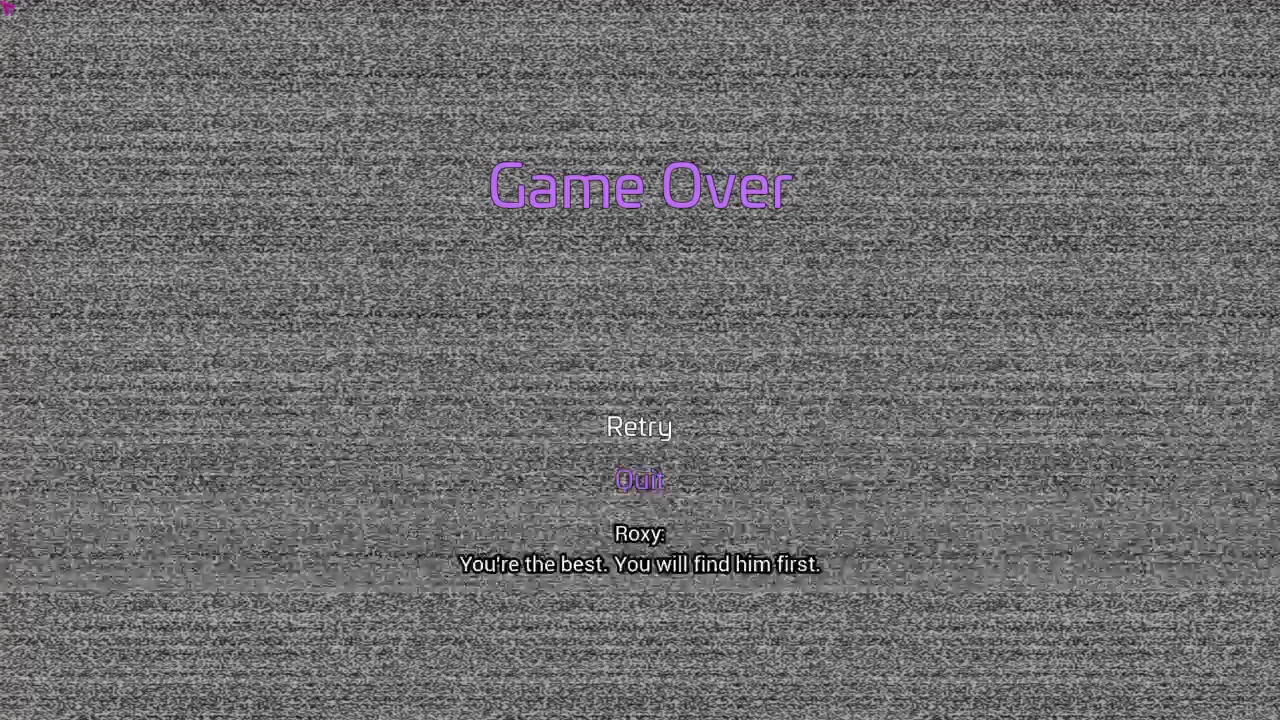 Game Over
Retry
Quit
Roxy:
You're the best. You will find him first.